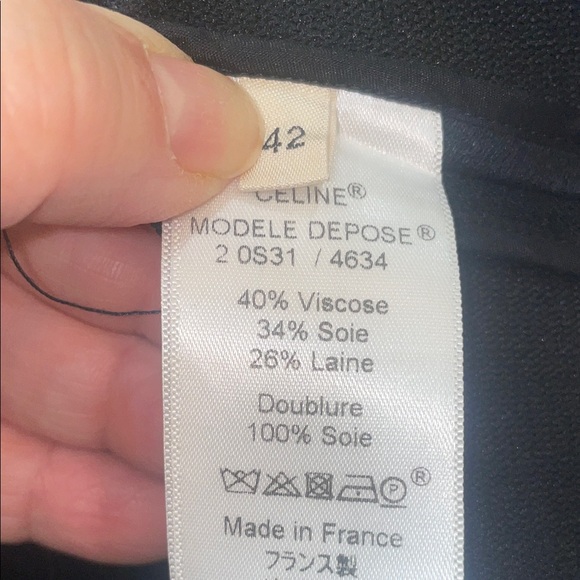 42
CELINE®
MODELE DEPOSE®
2 0S31 / 4634
40% Viscose
34% Soie
26% Laine
Doublure
100% Soie
P®
Made in France
フランス製